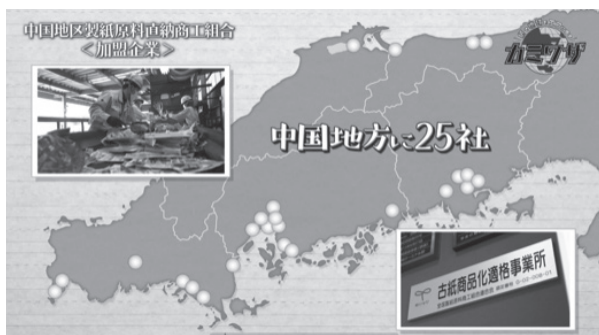 中国地区製紙原料直納商工組合
<加盟企業>
カミワザ
中国地方に25社
古紙商品化適格事業所